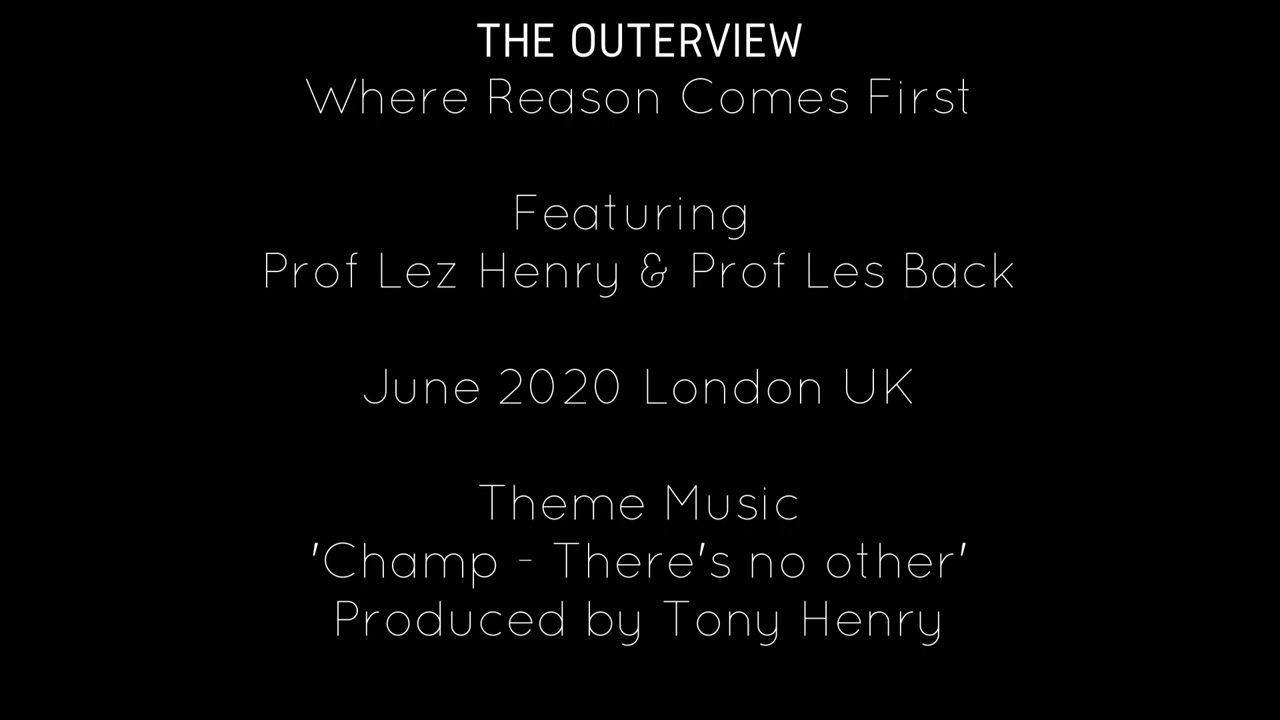 THE OUTERVIEW
Where Reason Comes First
Featuring
Prof Lez Henry & Prof Les Back
June 2020 London UK
Theme Music
'Champ - There's no other'
Produced by Tony Henry